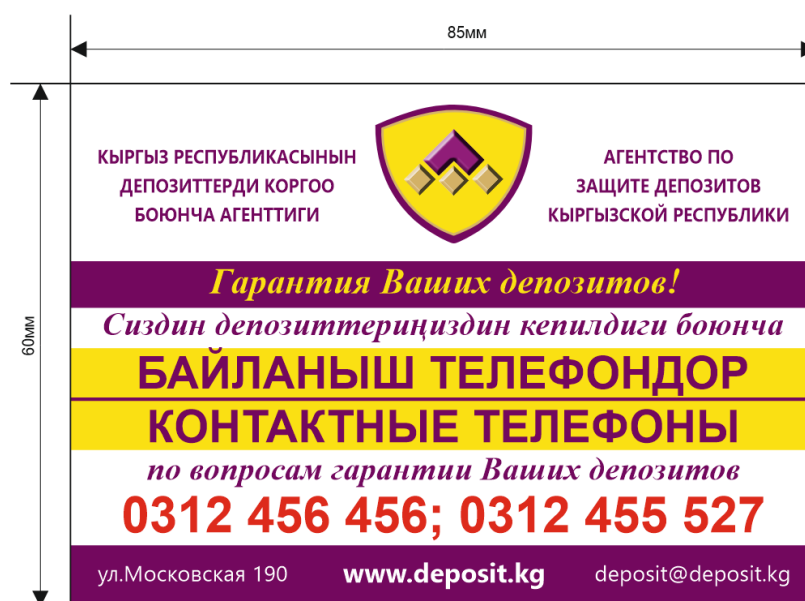 85мм
60мм
КЫРГЫЗ РЕСПУБЛИКАСЫНЫН
ДЕПОЗИТТЕРДИ КОРГОО
БОЮНЧА АГЕНТТИГИ
АГЕНТСТВО ПО
ЗАЩИТЕ ДЕПОЗИТОВ
КЫРГЫЗСКОЙ РЕСПУБЛИКИ
Гарантия Ваших депозитов!
Сиздин депозиттериңиздин кепилдиги боюнча
БАЙЛАНЫШ ТЕЛЕФОНДОР
КОНТАКТНЫЕ ТЕЛЕФОНЫ
по вопросам гарантии Ваших депозитов
0312 456 456; 0312 455 527
ул.Московская 190 www.deposit.kg deposit@deposit.kg